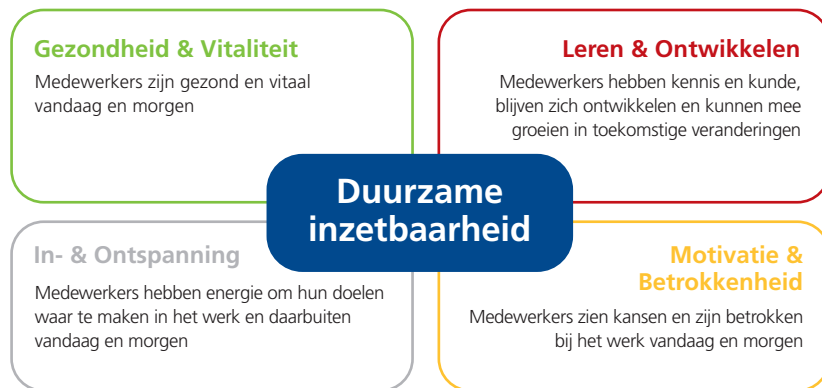 Gezondheid & Vitaliteit
Medewerkers zijn gezond en vitaal
vandaag en morgen
Leren & Ontwikkelen
Medewerkers hebben kennis en kunde,
blijven zich ontwikkelen en kunnen mee
groeien in toekomstige veranderingen
Duurzame
inzetbaarheid
In- & Ontspanning
Medewerkers hebben energie om hun doelen
waar te maken in het werk en daarbuiten
vandaag en morgen
Motivatie &
Betrokkenheid
Medewerkers zien kansen en zijn betrokken
bij het werk vandaag en morgen